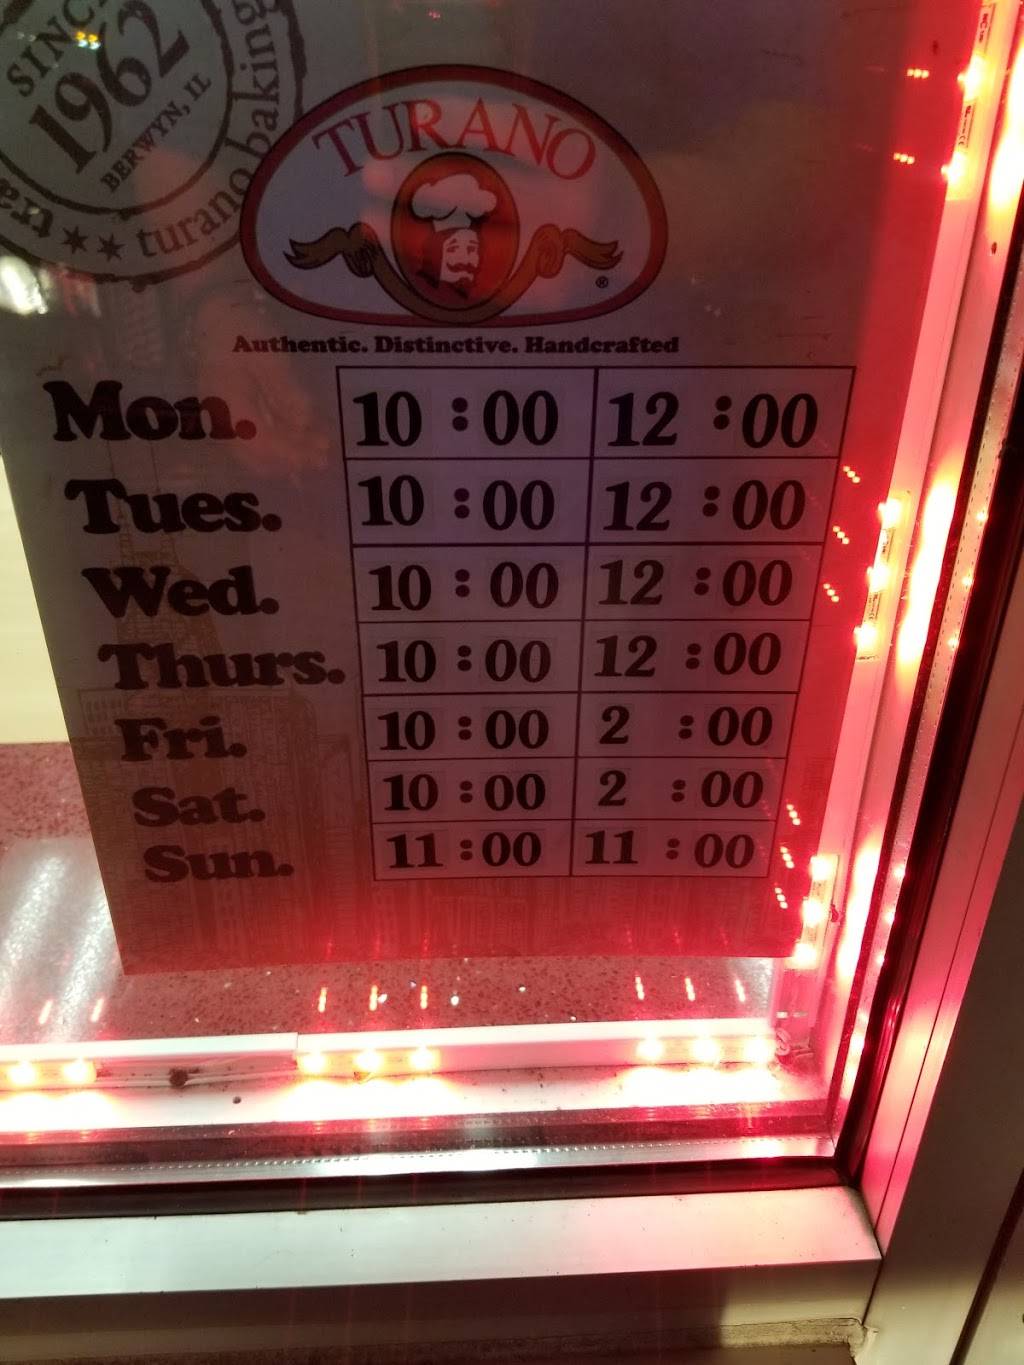 SINCE
1962
BERWYN, IL
turano baking
TURANO
®
Authentic. Distinctive. Handcrafted
Mon. 10 :00 12 :00
Tues. 10 :00 12 :00
Wed. 10 :00 12 :00
Thurs. 10 :00 12 :00
Fri. 10 :00 2 :00
Sat. 10 :00 2 :00
Sun. 11 :00 11 :00